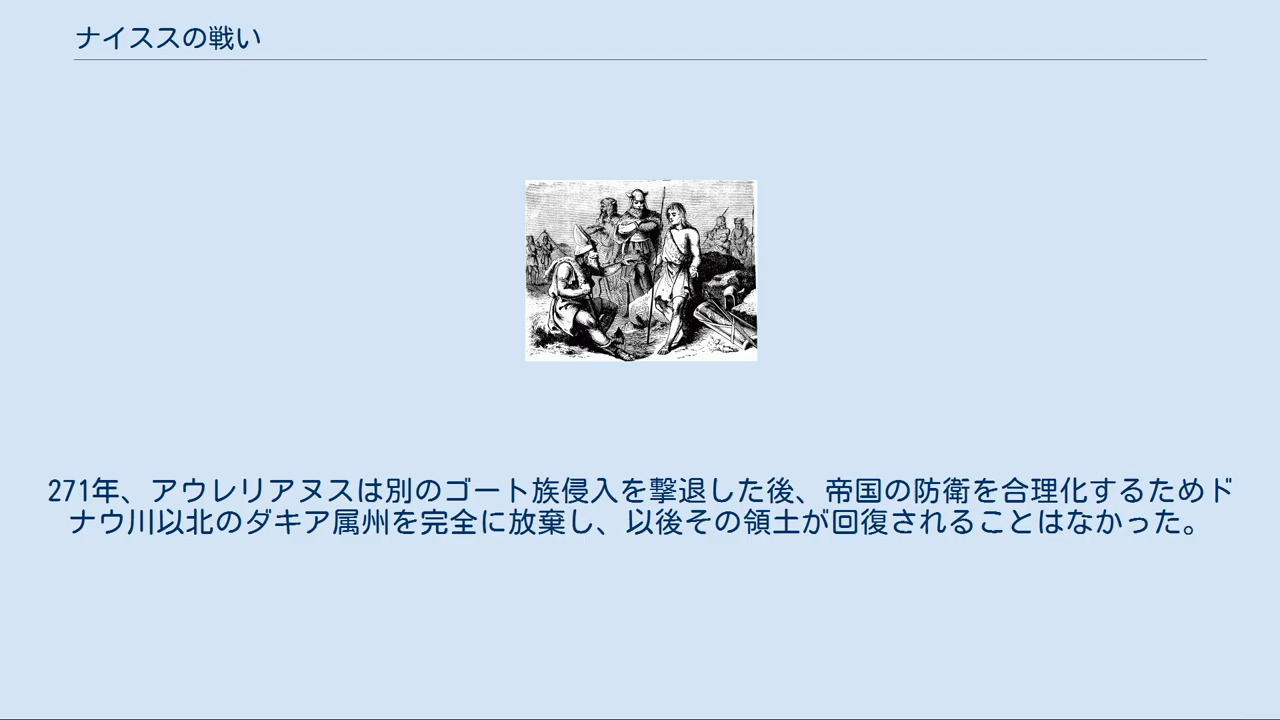 ナイススの戦い
271年、アウレリアヌスは別のゴート族侵入を撃退した後、帝国の防衛を合理化するためド
ナウ川以北のダキア属州を完全に放棄し、以後その領土が回復されることはなかった。